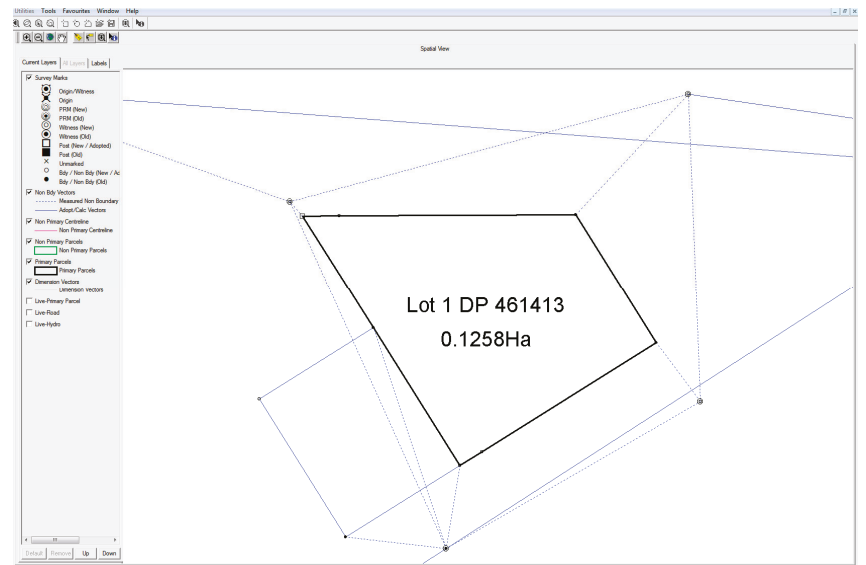 Utilities Tools Favourites Window Help
Spatial View
Current Layers All Layers Labels
Survey Marks
Origin/Witness
Origin
PRM (New)
PRM (Old)
Witness (New)
Witness (Old)
Post (New / Adopted)
Post (Old)
Unmarked
Bdy / Non Bdy (New / Ac
Bdy / Non Bdy (Old)
Non Bdy Vectors
Measured Non Boundary
Adopt/Calc Vectors
Non Primary Centreline
Non Primary Centreline
Non Primary Parcels
Non Primary Parcels
Primary Parcels
Primary Parcels
Dimension Vectors
Dimension Vectors
Live-Primary Parcel
Live-Road
Live-Hydro
Lot 1 DP 461413
0.1258Ha
Default Remove Up Down